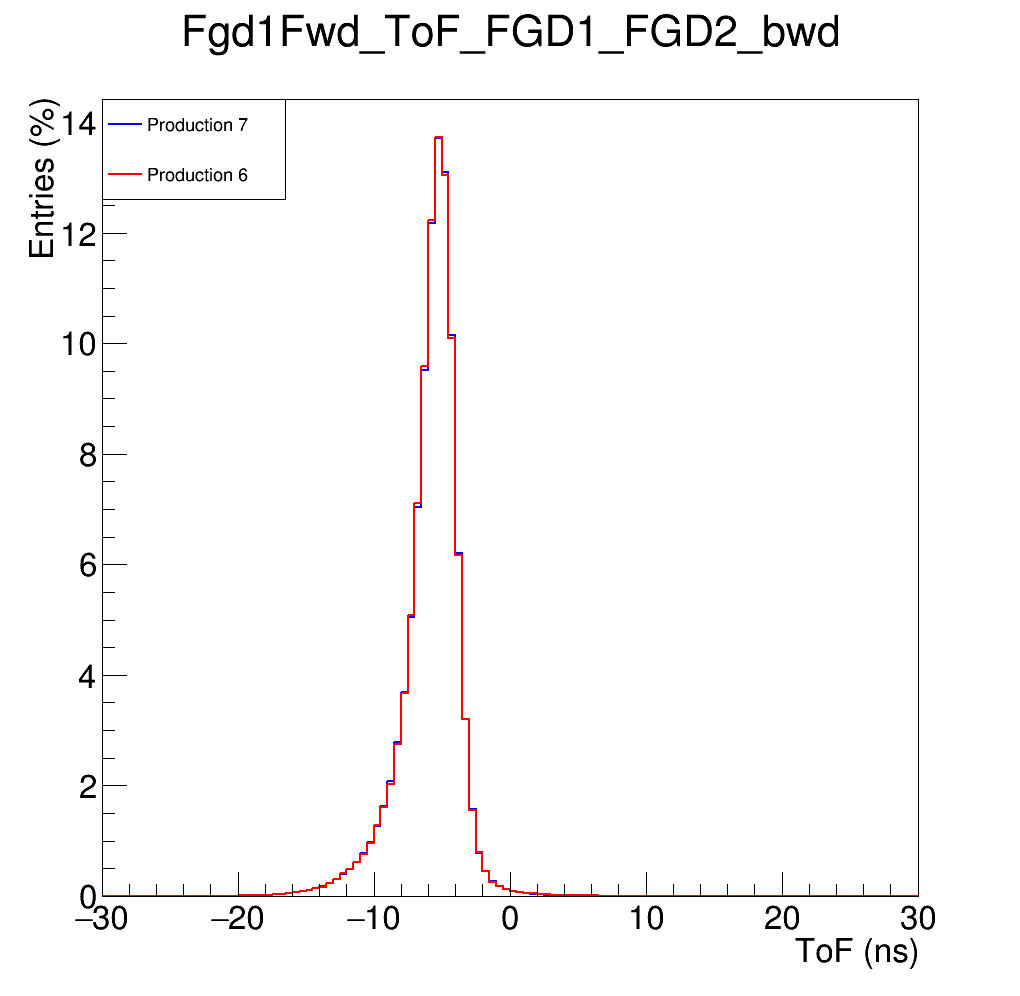 Fgd1Fwd_ToF_FGD1_FGD2_bwd
Entries (%)
Production 7
Production 6
14
12
10
8
6
4
2
0
−30 −20 −10 0 10 20 30
ToF (ns)